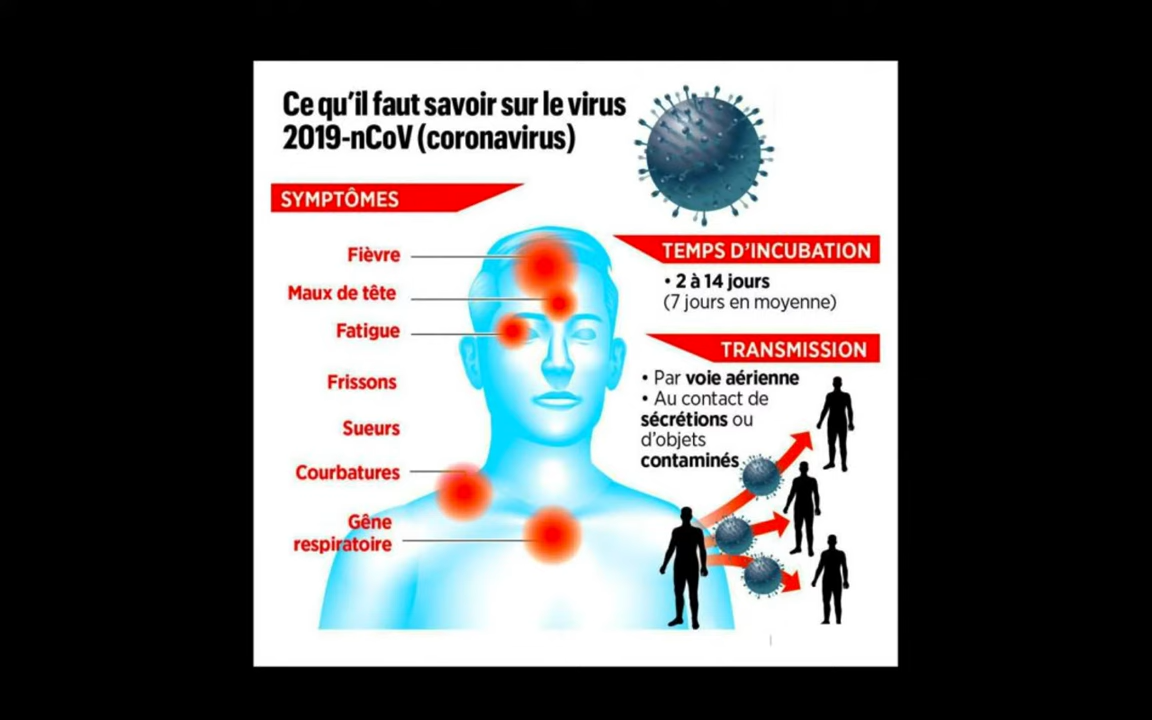 Ce qu'il faut savoir sur le virus
2019-nCoV (coronavirus)
SYMPTÔMES
Fièvre
Maux de tête
Fatigue
Frissons
Sueurs
Courbatures
Gêne
respiratoire
TEMPS D'INCUBATION
• 2 à 14 jours
(7 jours en moyenne)
TRANSMISSION
• Par voie aérienne
• Au contact de
sécrétions ou
d'objets
contaminés